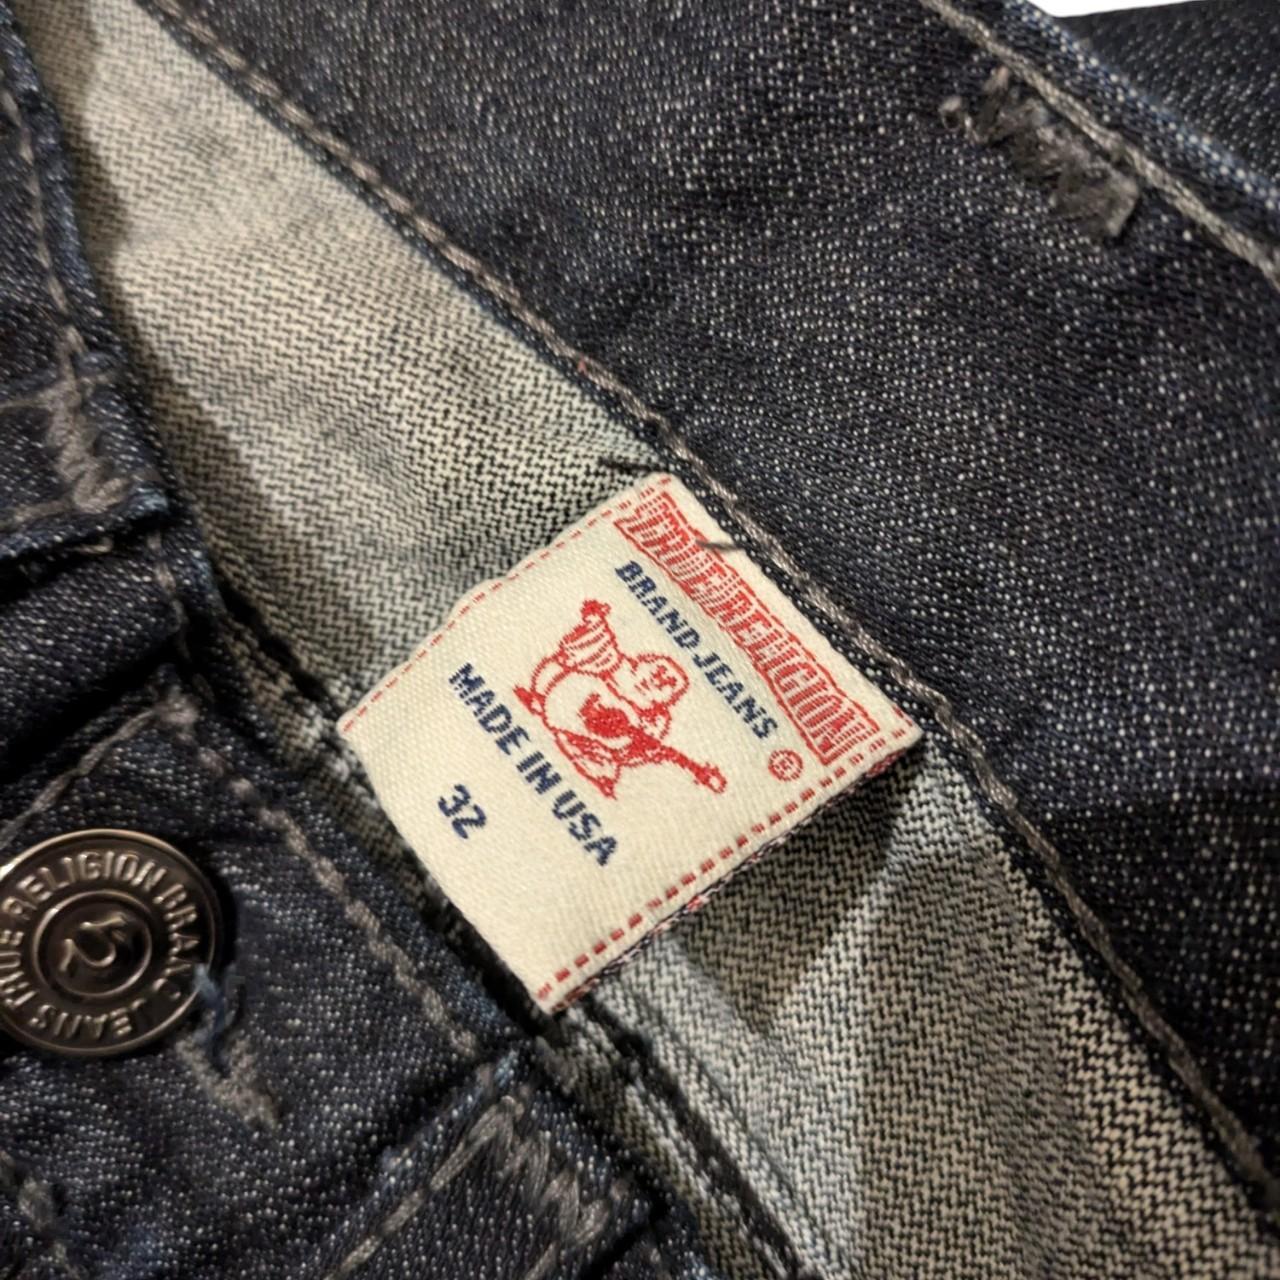 TRUE RELIGION
BRAND JEANS
®
MADE IN USA
32
TRUE RELIGION BRAND JEANS